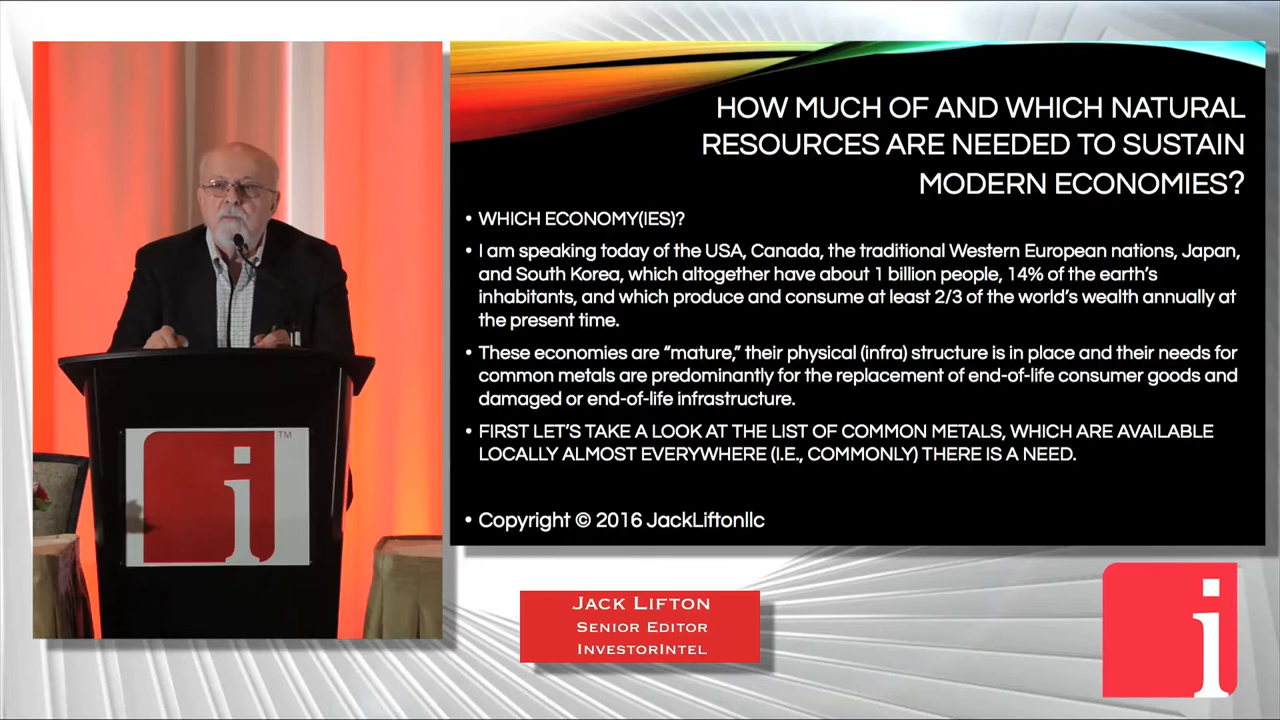 HOW MUCH OF AND WHICH NATURAL
RESOURCES ARE NEEDED TO SUSTAIN
MODERN ECONOMIES?
• WHICH ECONOMY(IES)?
• I am speaking today of the USA, Canada, the traditional Western European nations, Japan,
and South Korea, which altogether have about 1 billion people, 14% of the earth's
inhabitants, and which produce and consume at least 2/3 of the world's wealth annually at
the present time.
• These economies are “mature,” their physical (infra) structure is in place and their needs for
common metals are predominantly for the replacement of end-of-life consumer goods and
damaged or end-of-life infrastructure.
• FIRST LET'S TAKE A LOOK AT THE LIST OF COMMON METALS, WHICH ARE AVAILABLE
LOCALLY ALMOST EVERYWHERE (I.E., COMMONLY) THERE IS A NEED.
• Copyright © 2016 JackLiftonllc
i
TM
JACK LIFTON
SENIOR EDITOR
INVESTORINTEL
i